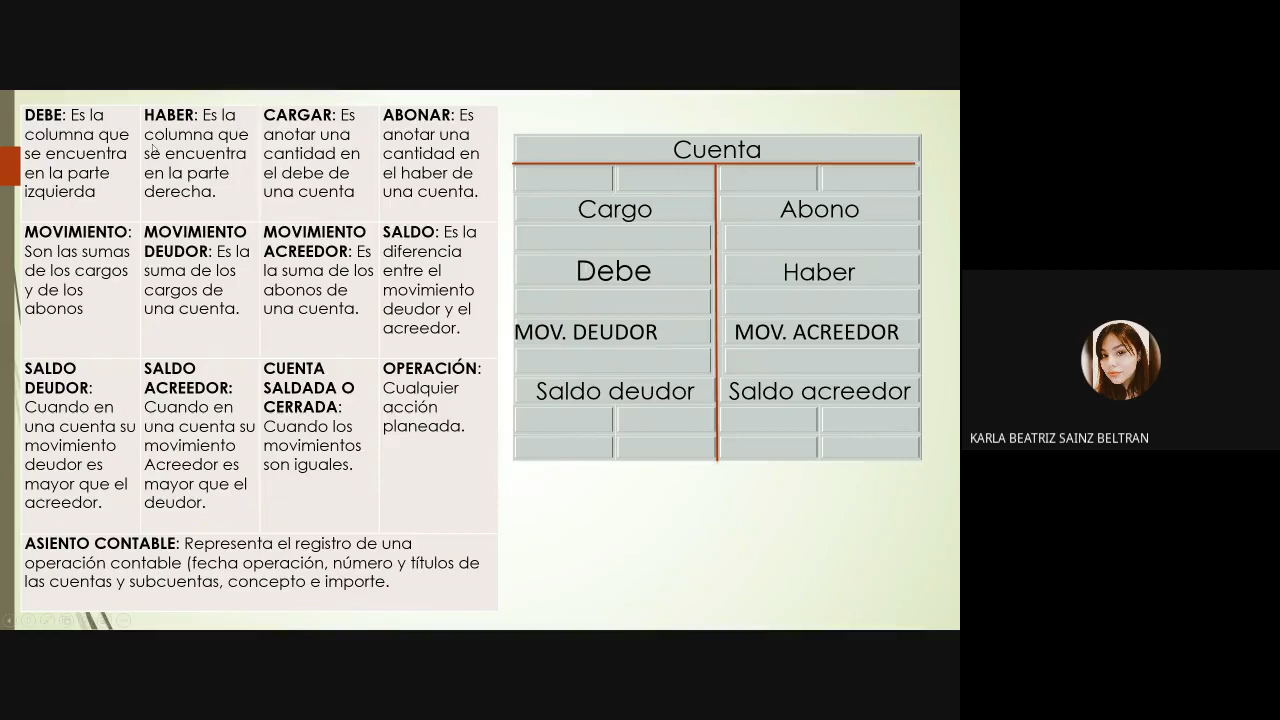 DEBE: Es la
columna que
se encuentra
en la parte
izquierda
HABER: Es la
columna que
se encuentra
en la parte
derecha.
CARGAR: Es
anotar una
cantidad en
el debe de
una cuenta
ABONAR: Es
anotar una
cantidad en
el haber de
una cuenta.
MOVIMIENTO:
Son las sumas
de los cargos
y de los
abonos
MOVIMIENTO
DEUDOR: Es la
suma de los
cargos de
una cuenta.
MOVIMIENTO
ACREEDOR: Es
la suma de los
abonos de
una cuenta.
SALDO: Es la
diferencia
entre el
movimiento
deudor y el
acreedor.
SALDO
DEUDOR:
Cuando en
una cuenta su
movimiento
deudor es
mayor que el
acreedor.
SALDO
ACREEDOR:
Cuando en
una cuenta su
movimiento
Acreedor es
mayor que el
deudor.
CUENTA
SALDADA O
CERRADA:
Cuando los
movimientos
son iguales.
OPERACIÓN:
Cualquier
acción
planeada.
ASIENTO CONTABLE: Representa el registro de una
operación contable (fecha operación, número y títulos de
las cuentas y subcuentas, concepto e importe.
Cuenta
Cargo
Abono
Debe
Haber
MOV. DEUDOR
MOV. ACREEDOR
Saldo deudor
Saldo acreedor
KARLA BEATRIZ SAINZ BELTRAN